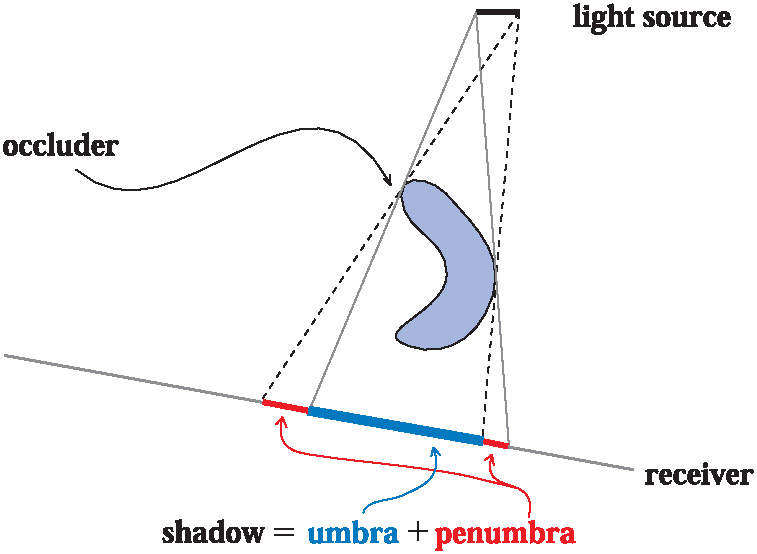 light source
occluder
receiver
shadow = umbra + penumbra